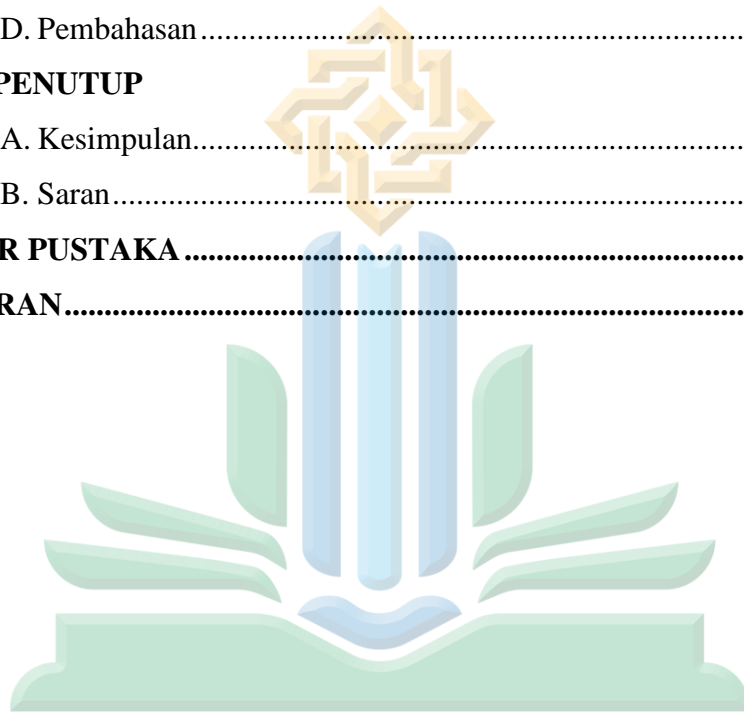 D. Pembahasan........................................................................
PENUTUP
A. Kesimpulan.........................................................................
B. Saran...................................................................................
R PUSTAKA......................................................................
RAN.....................................................................................